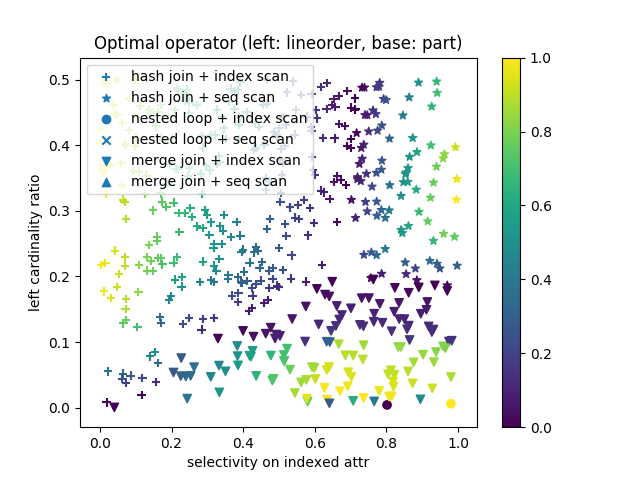 Optimal operator (left: lineorder, base: part)
hash join + index scan
hash join + seq scan
nested loop + index scan
nested loop + seq scan
merge join + index scan
merge join + seq scan
left cardinality ratio
0.5
0.4
0.3
0.2
0.1
0.0
0.0 0.2 0.4 0.6 0.8 1.0
selectivity on indexed attr
1.0
0.8
0.6
0.4
0.2
0.0